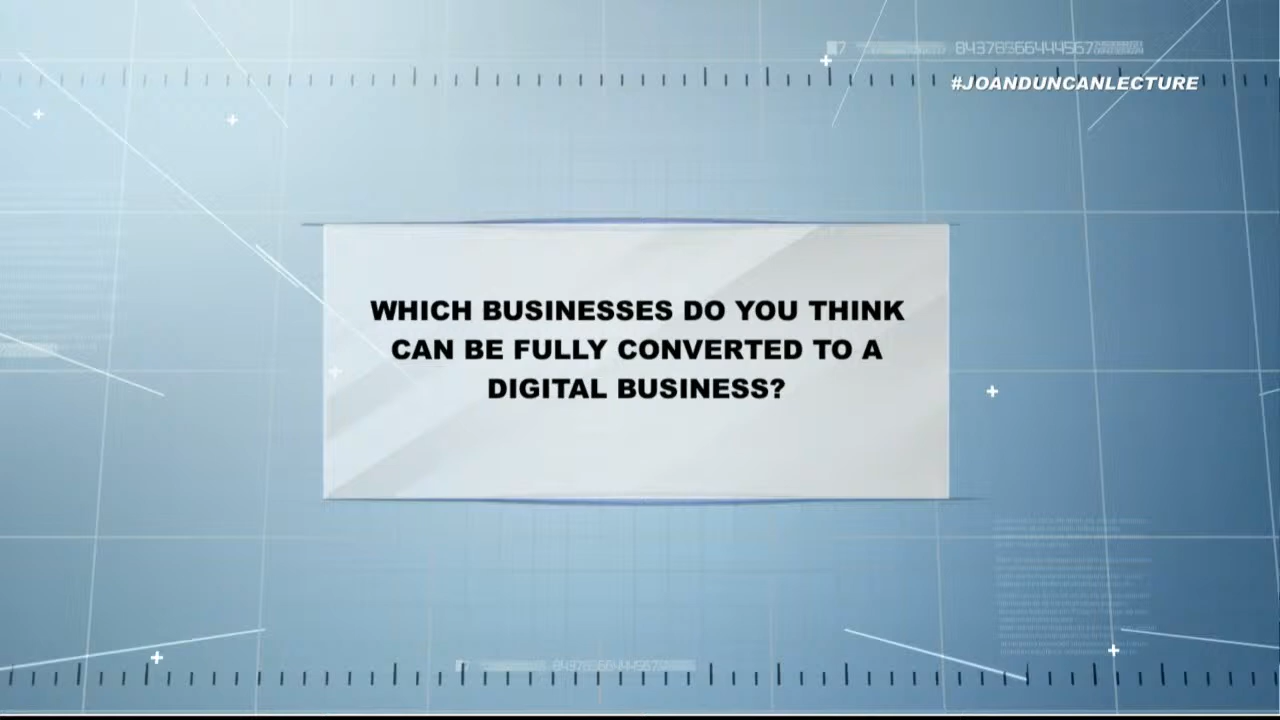 #JOANDUNCANLECTURE
WHICH BUSINESSES DO YOU THINK
CAN BE FULLY CONVERTED TO A
DIGITAL BUSINESS?